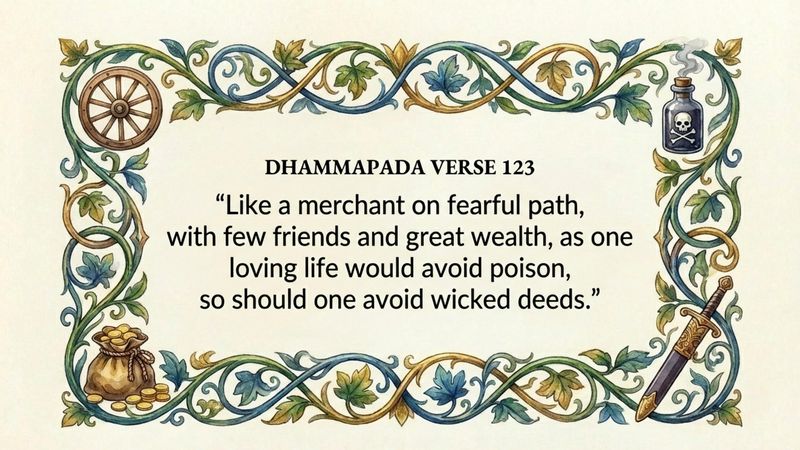 DHAMMAPADA VERSE 123
“Like a merchant on fearful path,
with few friends and great wealth, as one
loving life would avoid poison,
so should one avoid wicked deeds.”